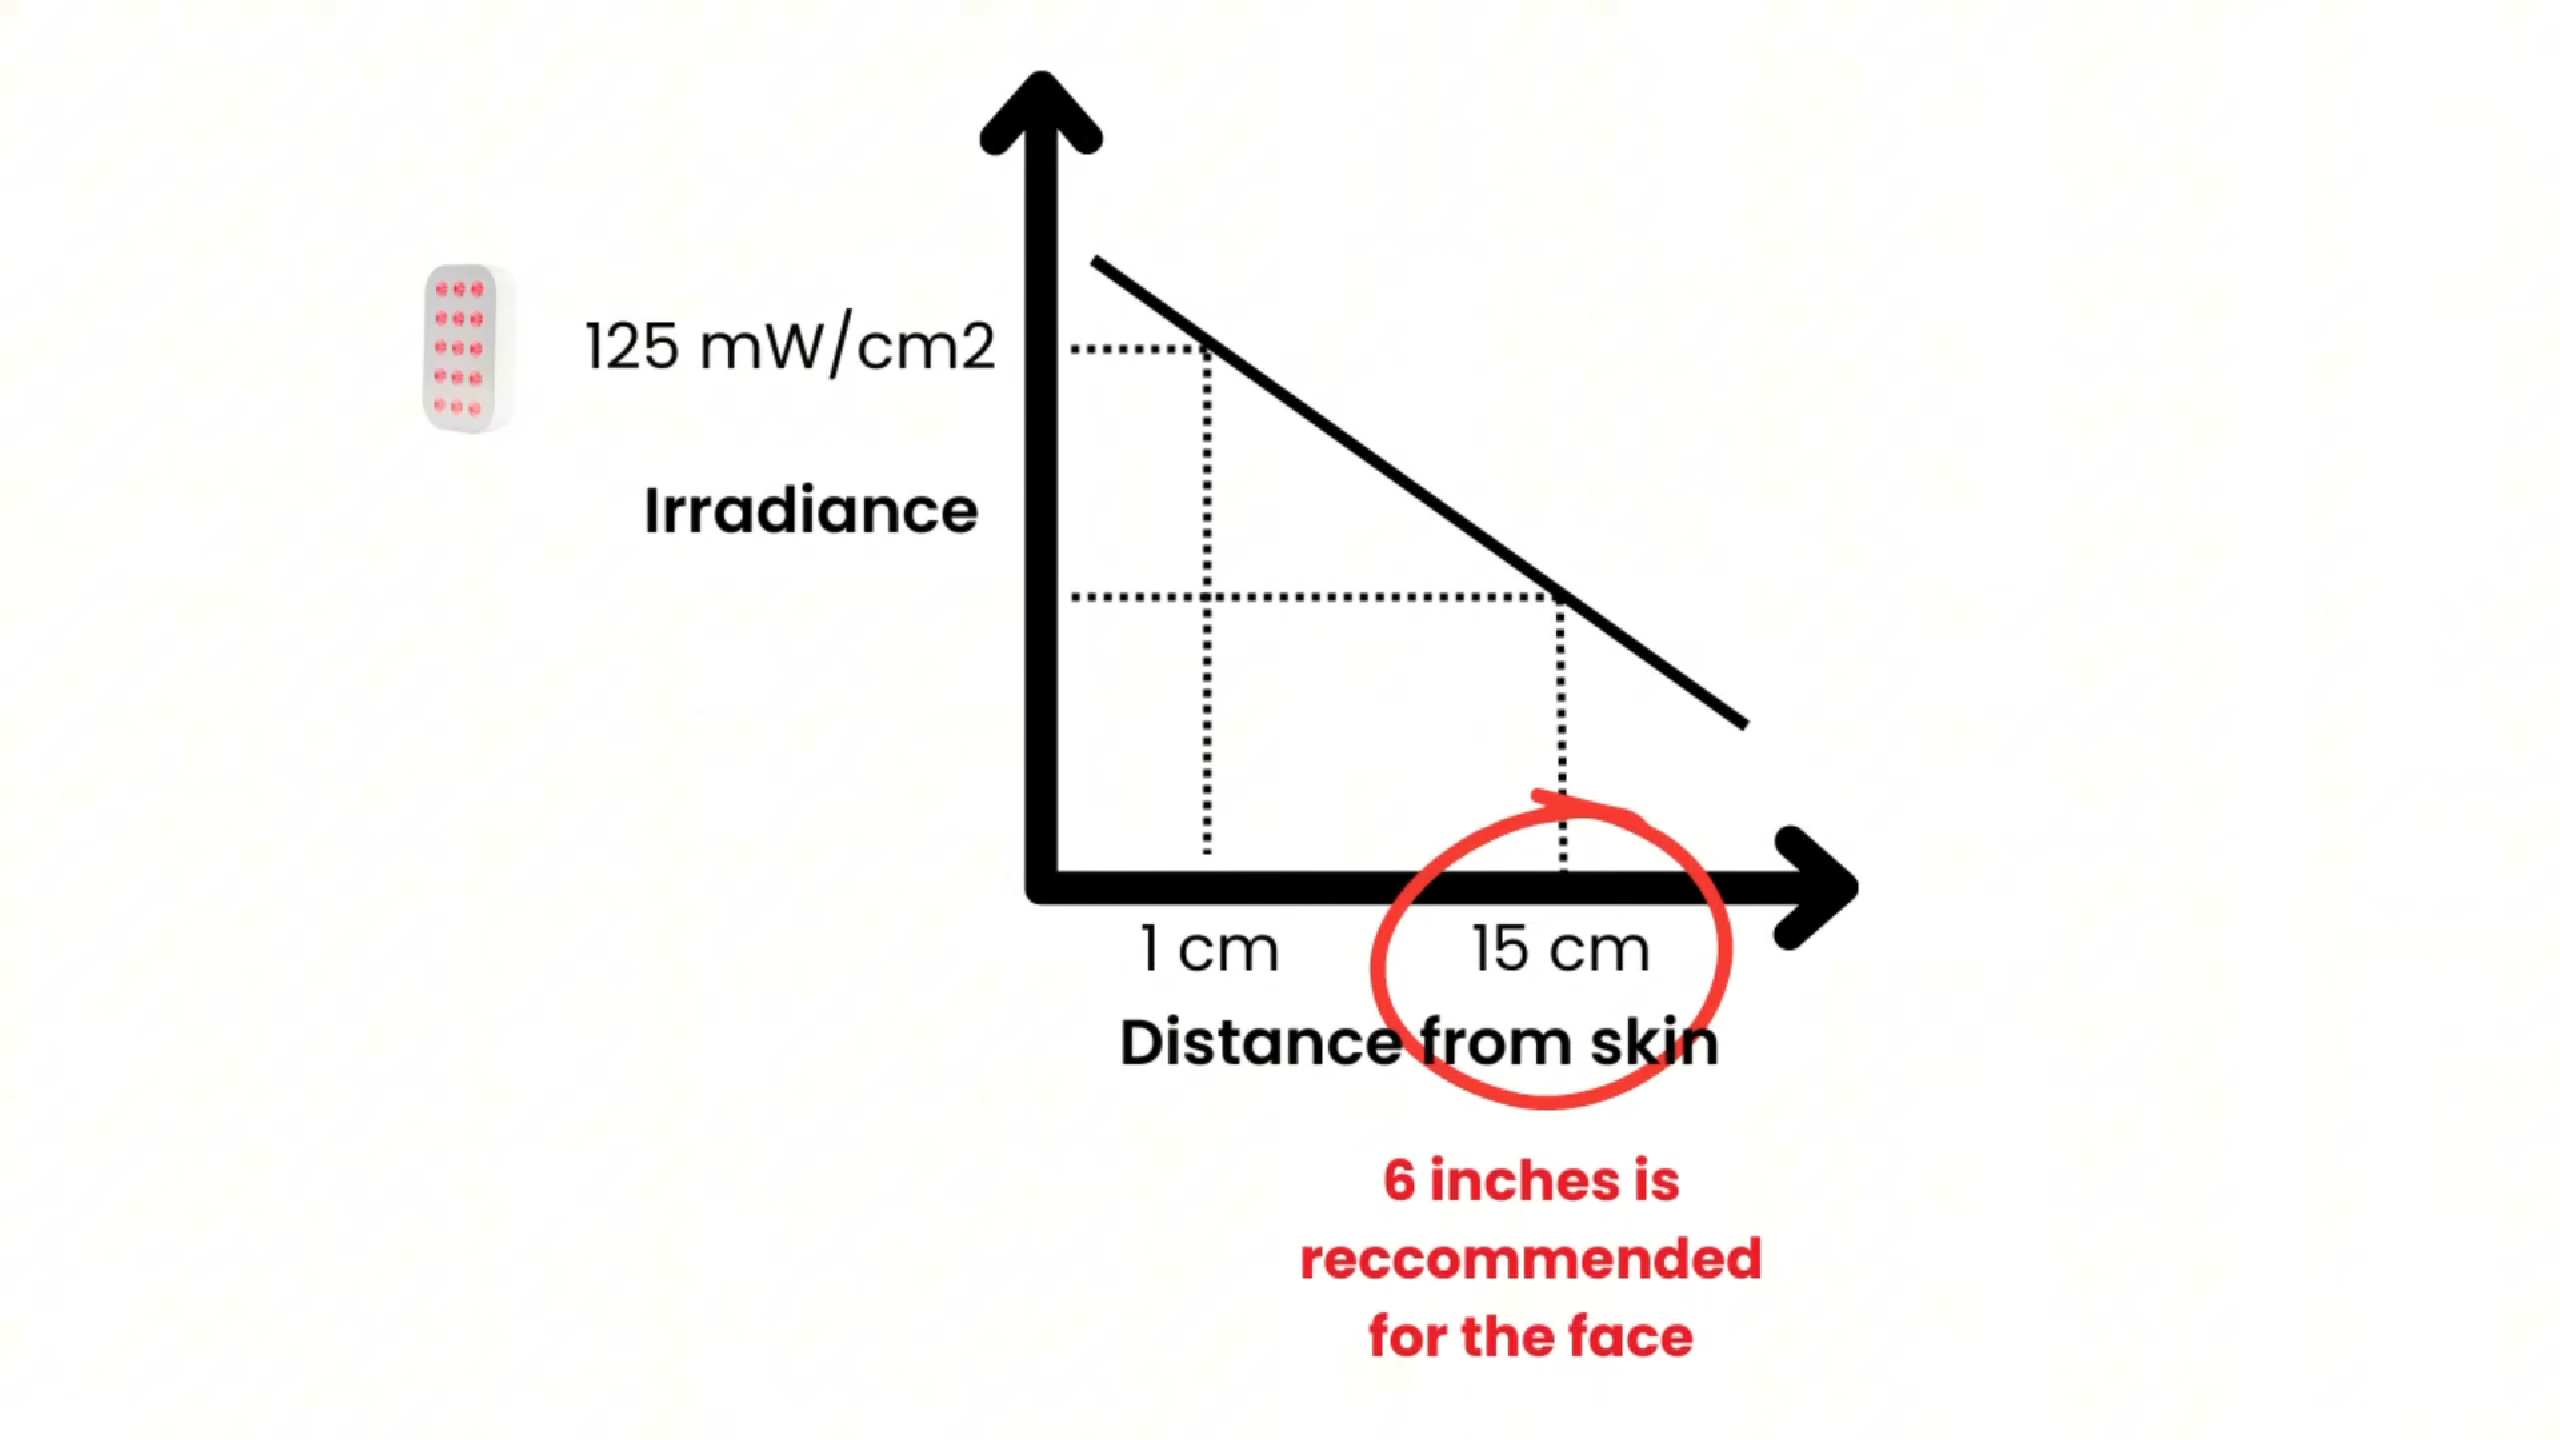 125 mW/cm2
Irradiance
1 cm
15 cm
Distance from skin
6 inches is
reccommended
for the face